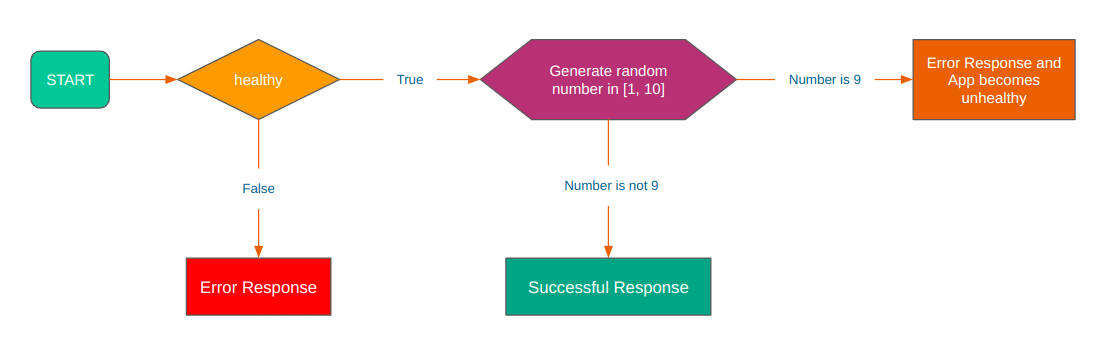 START
healthy
True
Generate random
number in [1, 10]
Number is 9
Error Response and
App becomes
unhealthy
False
Number is not 9
Error Response
Successful Response